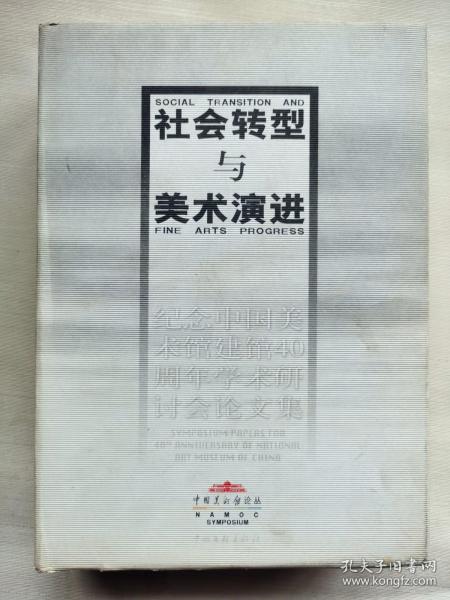 SOCIAL TRANSITION AND
社会转型
与
美术演进
FINE ARTS PROGRESS
纪念中国美
术馆建馆40
周年学术研
讨会论文集
SYMPOSIUM PAPERS FOR
40th ANNIVERSARY OF NATIONAL
ART MUSEUM OF CHINA
中国美术馆论丛
NAMOC
SYMPOSIUM
孔夫子旧书网
www.kongfz.com